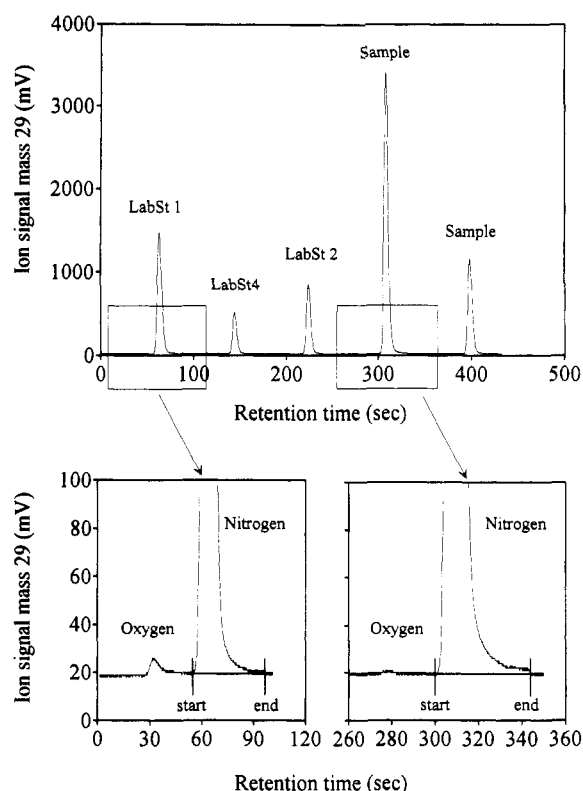 4000
Sample
3000
Ion signal mass 29 (mV)
2000
LabSt 1
LabSt 2
Sample
1000
LabSt4
0
0 100 200 300 400 500
Retention time (sec)
100
80
Nitrogen
Nitrogen
Ion signal mass 29 (mV)
60
40
Oxygen
Oxygen
20
start end
start end
0
0 30 60 90 120
260 280 300 320 340 360
Retention time (sec)
Retention time (sec)